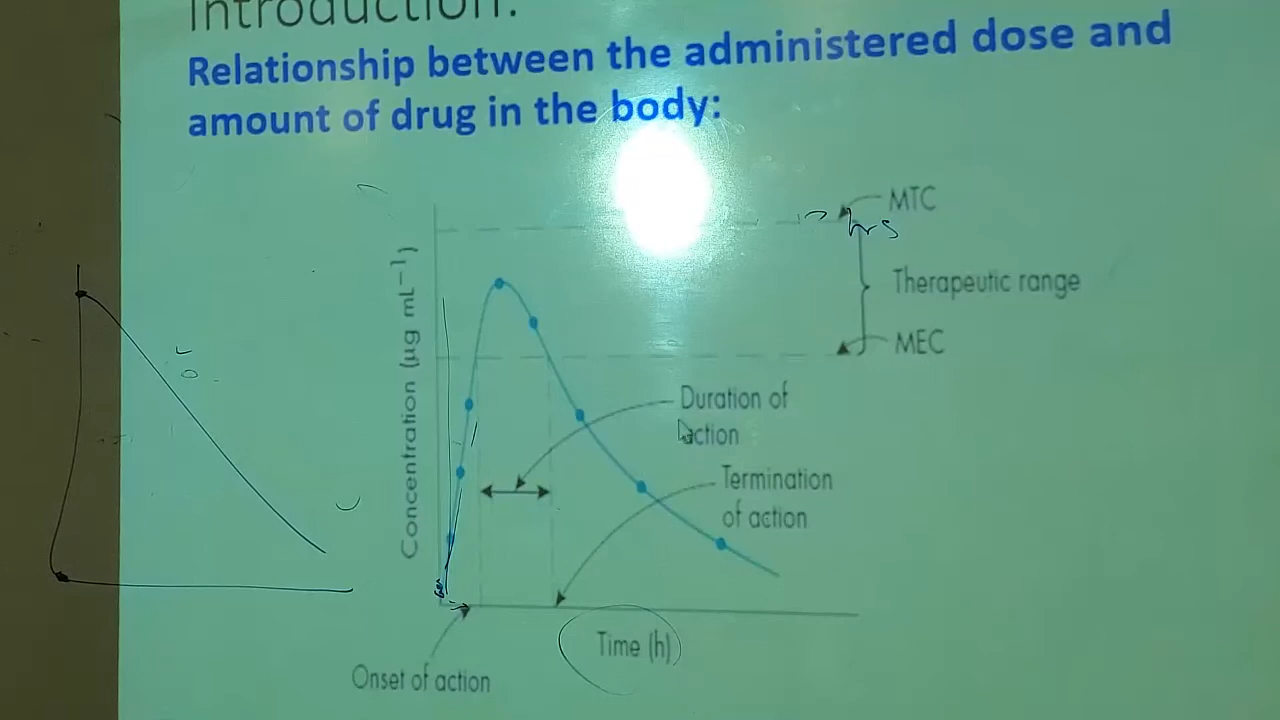 Introduction:
Relationship between the administered dose and
amount of drug in the body:
MTC
hrs
Therapeutic range
MEC
Concentration (μg mL⁻¹)
Duration of
action
Termination
of action
Time (h)
Onset of action